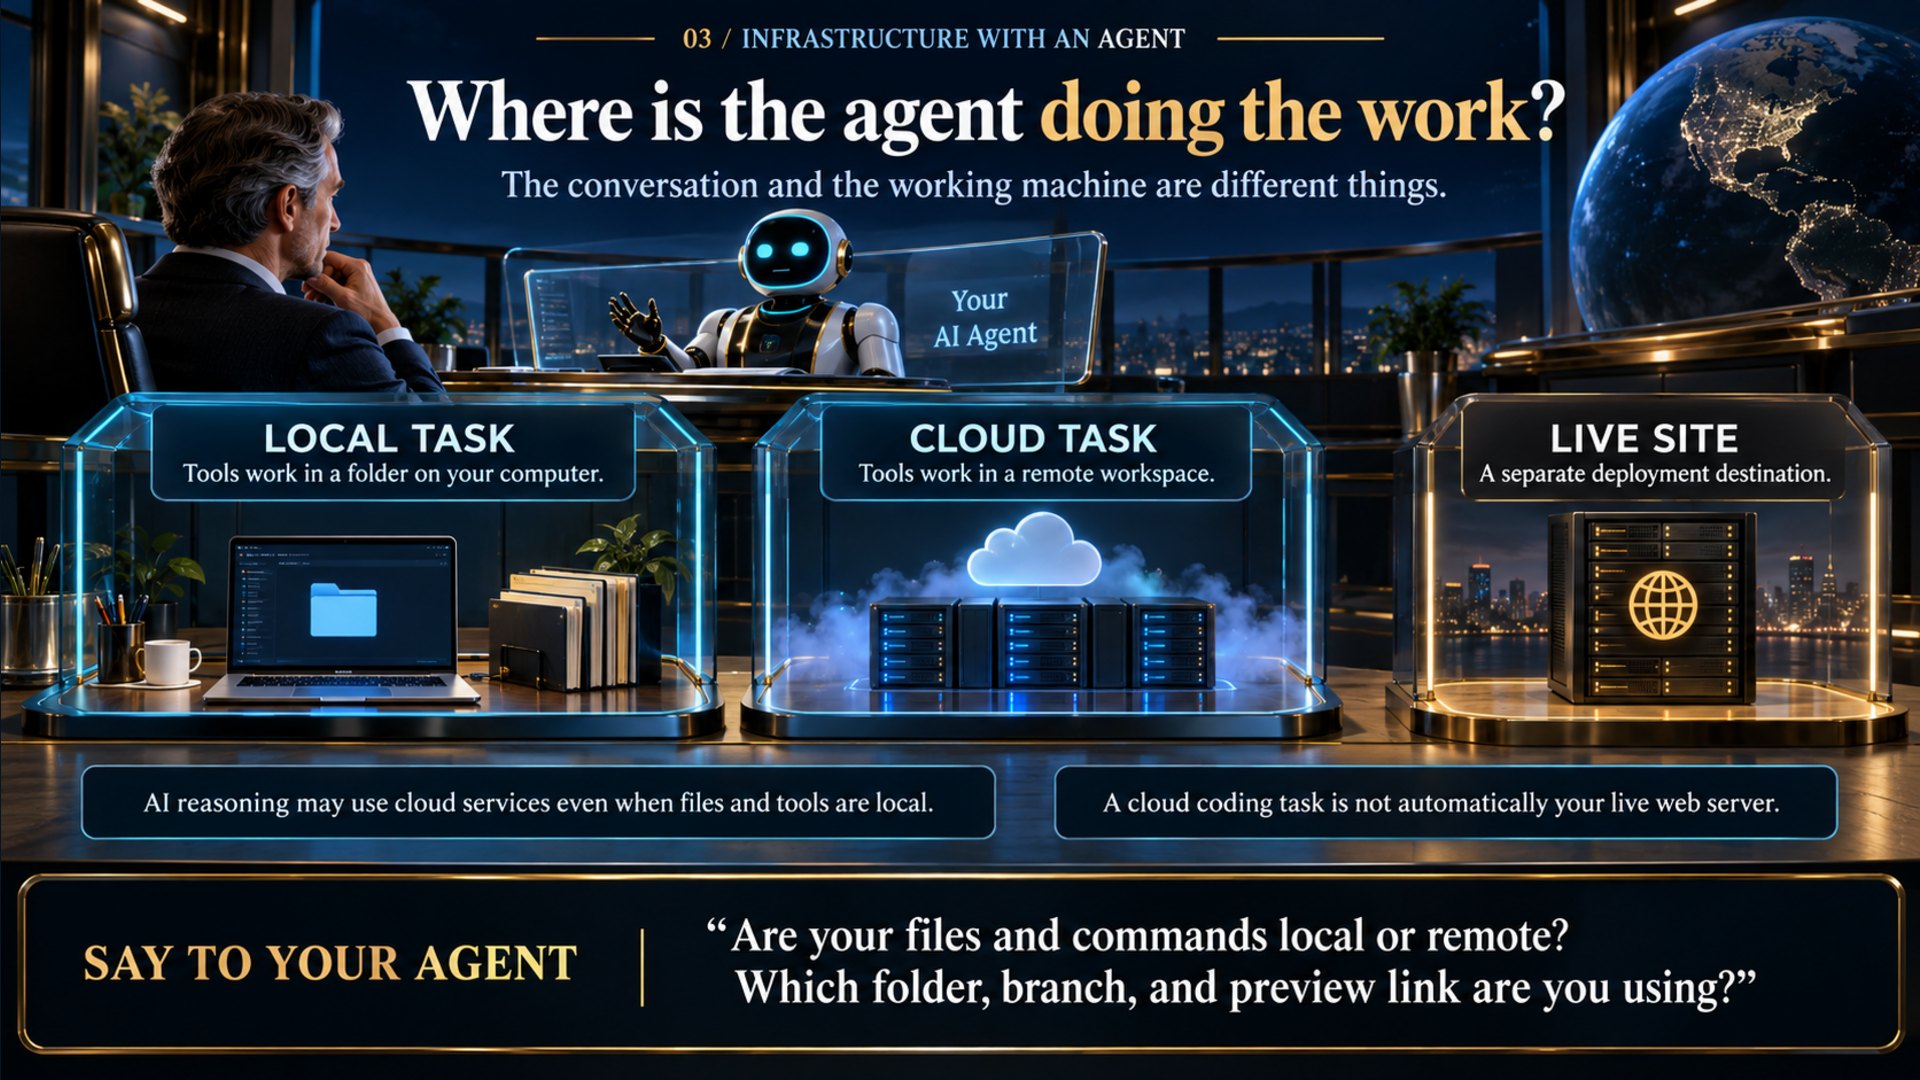 03 / INFRASTRUCTURE WITH AN AGENT
Where is the agent doing the work?
The conversation and the working machine are different things.
Your
AI Agent
LOCAL TASK
Tools work in a folder on your computer.
CLOUD TASK
Tools work in a remote workspace.
LIVE SITE
A separate deployment destination.
AI reasoning may use cloud services even when files and tools are local.
A cloud coding task is not automatically your live web server.
SAY TO YOUR AGENT
“Are your files and commands local or remote?
Which folder, branch, and preview link are you using?”